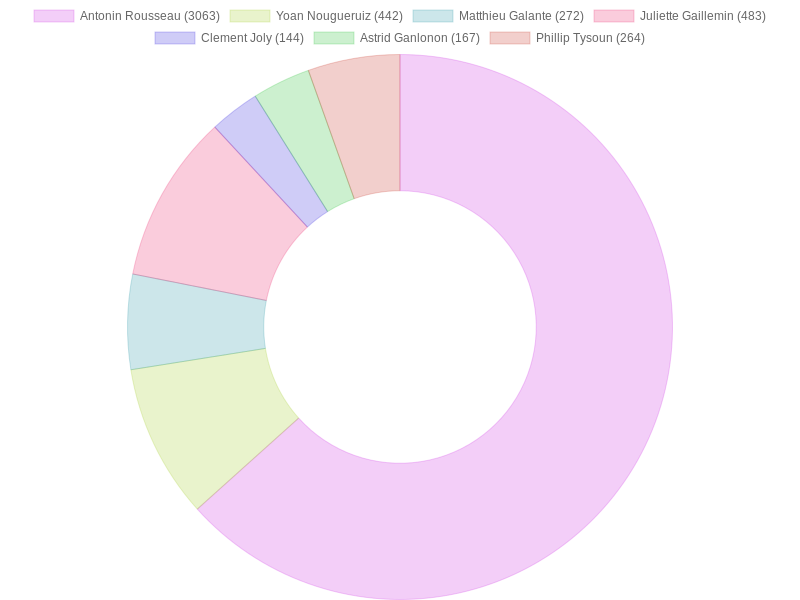 Antonin Rousseau (3063) Yoan Nougueruiz (442) Matthieu Galante (272) Juliette Gaillemin (483)
Clement Joly (144) Astrid Ganlonon (167) Phillip Tysoun (264)